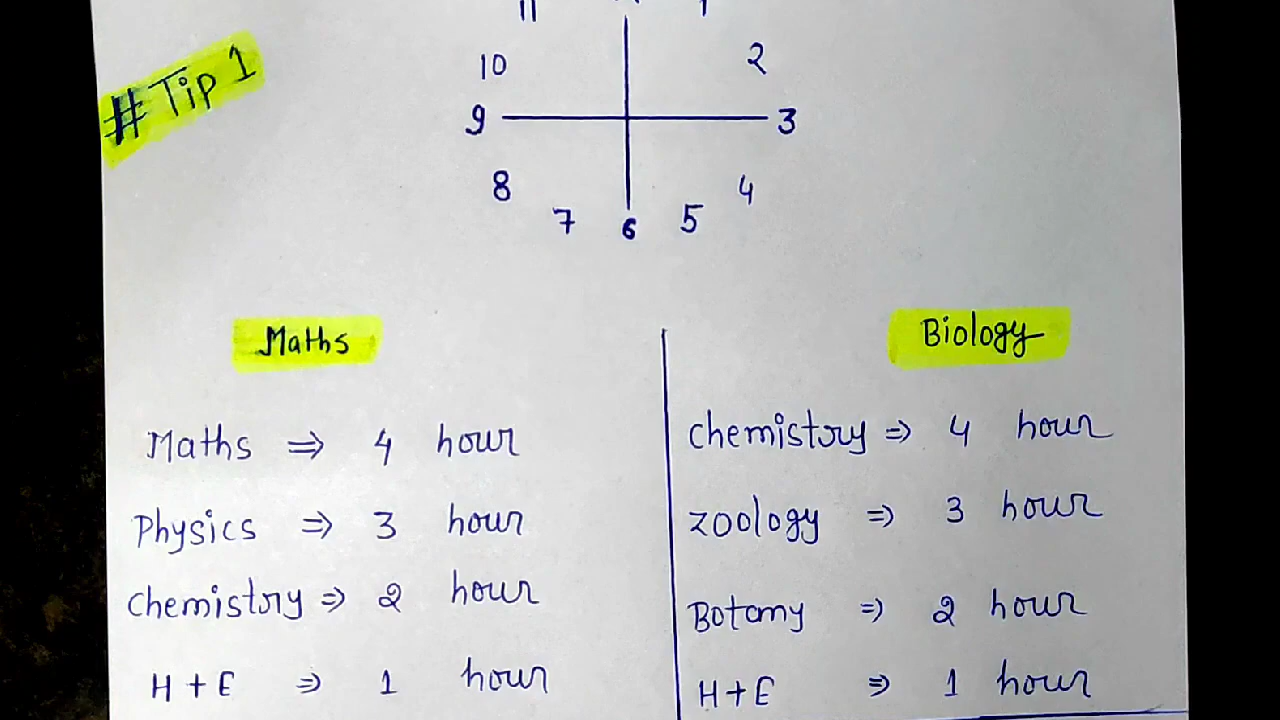 11 1
#Tip 1
10 2
9 3
8 4
7 6 5
Maths
Maths ⇒ 4 hour
Physics ⇒ 3 hour
Chemistry ⇒ 2 hour
H + E ⇒ 1 hour
Biology
Chemistry ⇒ 4 hour
Zoology ⇒ 3 hour
Botomy ⇒ 2 hour
H + E ⇒ 1 hour